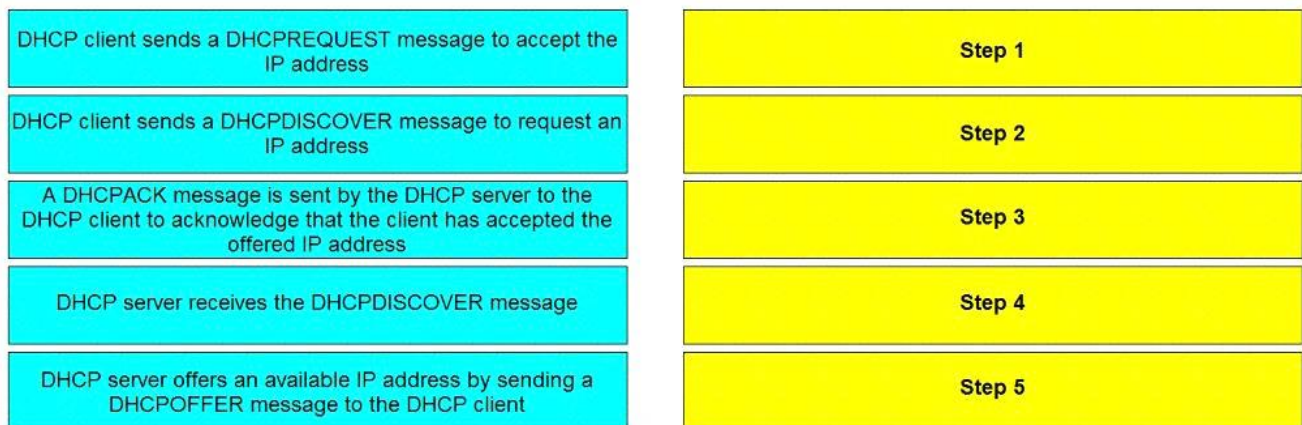 DHCP client sends a DHCPREQUEST message to accept the
IP address
Step 1
DHCP client sends a DHCPDISCOVER message to request an
IP address
Step 2
A DHCPACK message is sent by the DHCP server to the
DHCP client to acknowledge that the client has accepted the
offered IP address
Step 3
DHCP server receives the DHCPDISCOVER message
Step 4
DHCP server offers an available IP address by sending a
DHCPOFFER message to the DHCP client
Step 5